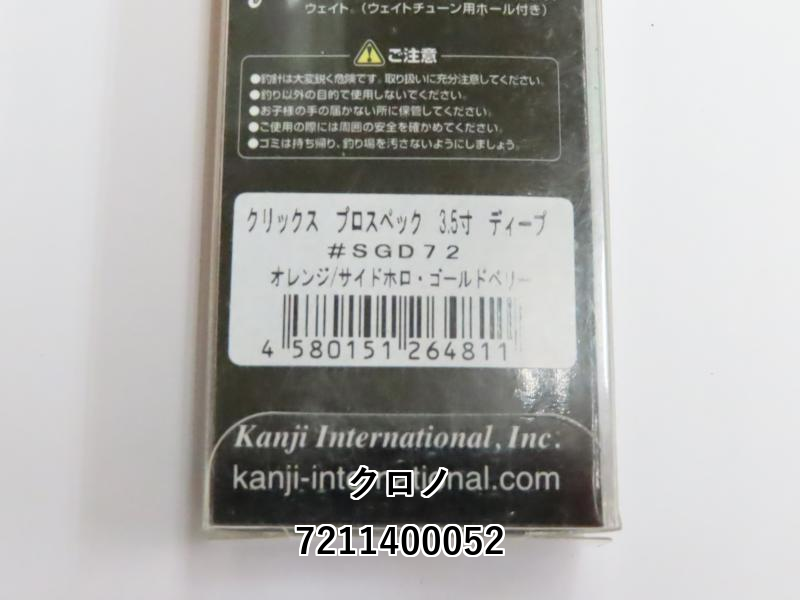 ウェイト。（ウェイトチューン用ホール付き）
ご注意
●釣針は大変鋭く危険です。取り扱いに充分注意してください。
●釣り以外の目的で使用しないでください。
●お子様の手の届かない所に保管してください。
●ご使用の際には周囲の安全を確かめてください。
●ゴミは持ち帰り、釣り場を汚さないようにしましょう。
クリックス プロスペック 3.5寸 ディープ
#SGD72
オレンジ/サイドホロ・ゴールドベリー
4 580151 264811
Kanji International, Inc.
kanji-international.com
クロノ
7211400052